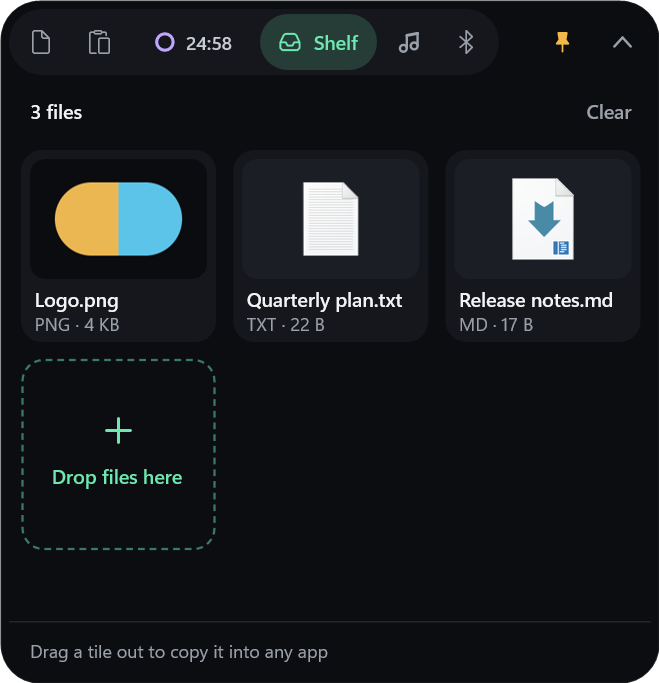 24:58
Shelf
3 files
Clear
Logo.png
PNG · 4 KB
Quarterly plan.txt
TXT · 22 B
Release notes.md
MD · 17 B
Drop files here
Drag a tile out to copy it into any app